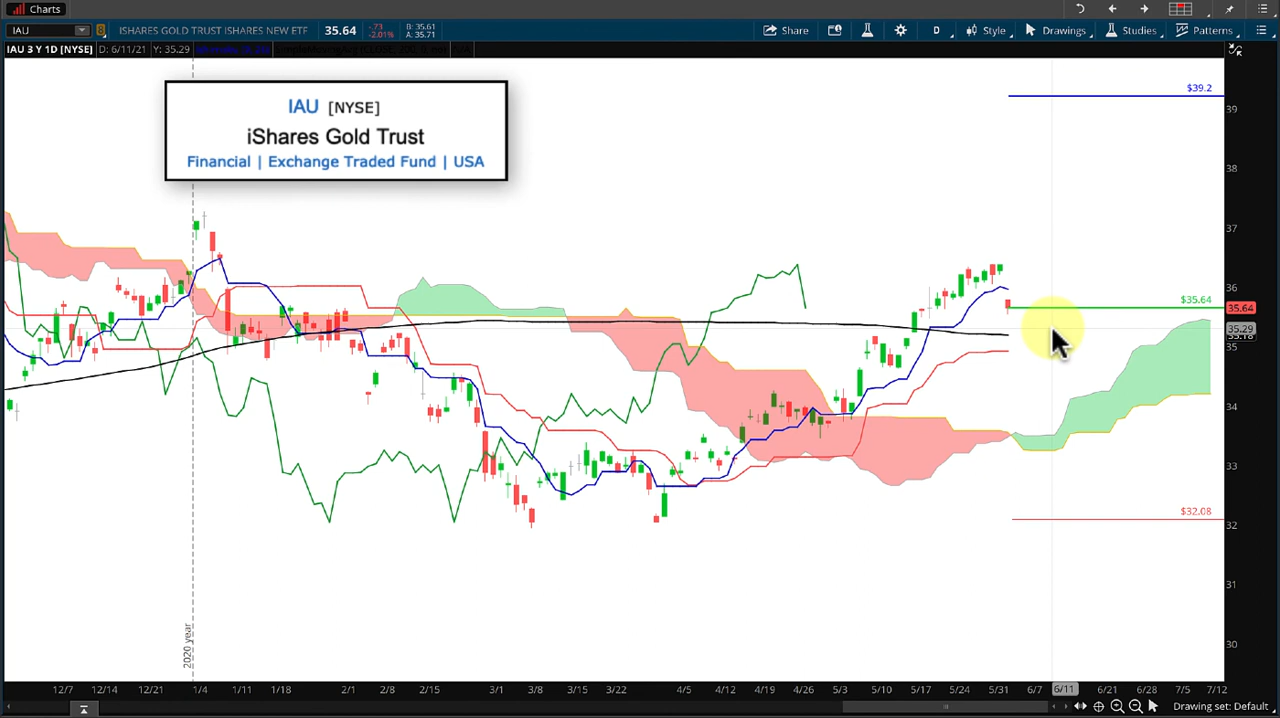 Charts
IAU
ISHARES GOLD TRUST ISHARES NEW ETF
35.64
-.73
-2.01%
B: 35.61
A: 35.71
Share
D
Style
Drawings
Studies
Patterns
IAU 3 Y 1D [NYSE]
D: 6/11/21
Y: 35.29
IAU [NYSE]
iShares Gold Trust
Financial | Exchange Traded Fund | USA
$39.2
39
38
37
36
$35.64
35.64
35.29
35
34
33
$32.08
32
31
30
2020 year
12/7 12/14 12/21 1/4 1/11 1/18 2/1 2/8 2/15 3/1 3/8 3/15 3/22 4/5 4/12 4/19 4/26 5/3 5/10 5/17 5/24 5/31 6/7 6/11 6/21 6/28 7/5 7/12
Drawing set: Default